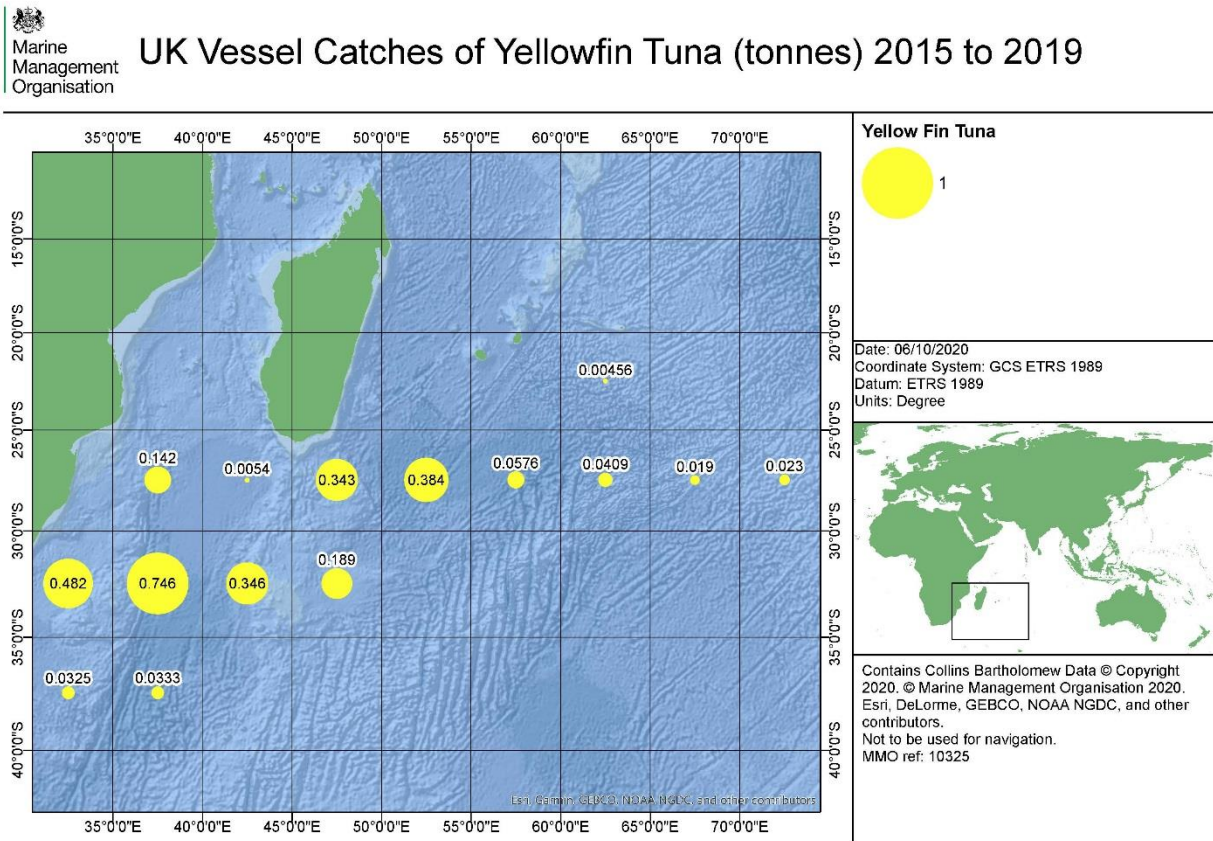 Marine
Management
Organisation
UK Vessel Catches of Yellowfin Tuna (tonnes) 2015 to 2019
35°0'0"E 40°0'0"E 45°0'0"E 50°0'0"E 55°0'0"E 60°0'0"E 65°0'0"E 70°0'0"E
15°0'0"S 15°0'0"S
20°0'0"S 20°0'0"S
0.00456
25°0'0"S 25°0'0"S
0.142 0.0054 0.343 0.384 0.0576 0.0409 0.019 0.023
30°0'0"S 30°0'0"S
0.482 0.746 0.346 0.189
35°0'0"S 35°0'0"S
0.0325 0.0333
40°0'0"S 40°0'0"S
Esri, Garmin, GEBCO, NOAA NGDC, and other contributors
35°0'0"E 40°0'0"E 45°0'0"E 50°0'0"E 55°0'0"E 60°0'0"E 65°0'0"E 70°0'0"E
Yellow Fin Tuna
1
Date: 06/10/2020
Coordinate System: GCS ETRS 1989
Datum: ETRS 1989
Units: Degree
Contains Collins Bartholomew Data © Copyright
2020. © Marine Management Organisation 2020.
Esri, DeLorme, GEBCO, NOAA NGDC, and other
contributors.
Not to be used for navigation.
MMO ref: 10325